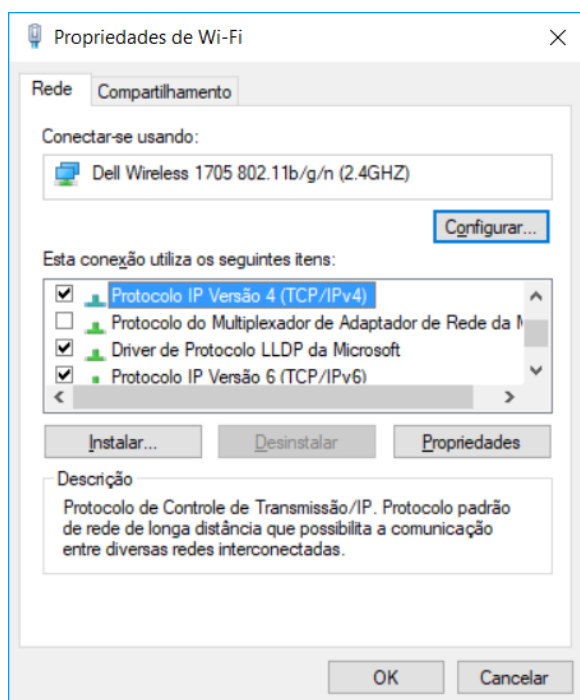 Propriedades de Wi-Fi
Rede
Compartilhamento
Conectar-se usando:
Dell Wireless 1705 802.11b/g/n (2.4GHZ)
Configurar...
Esta conexão utiliza os seguintes itens:
Protocolo IP Versão 4 (TCP/IPv4)
Protocolo do Multiplexador de Adaptador de Rede da
Driver de Protocolo LLDP da Microsoft
Protocolo IP Versão 6 (TCP/IPv6)
Instalar...
Desinstalar
Propriedades
Descrição
Protocolo de Controle de Transmissão/IP. Protocolo padrão
de rede de longa distância que possibilita a comunicação
entre diversas redes interconectadas.
OK
Cancelar